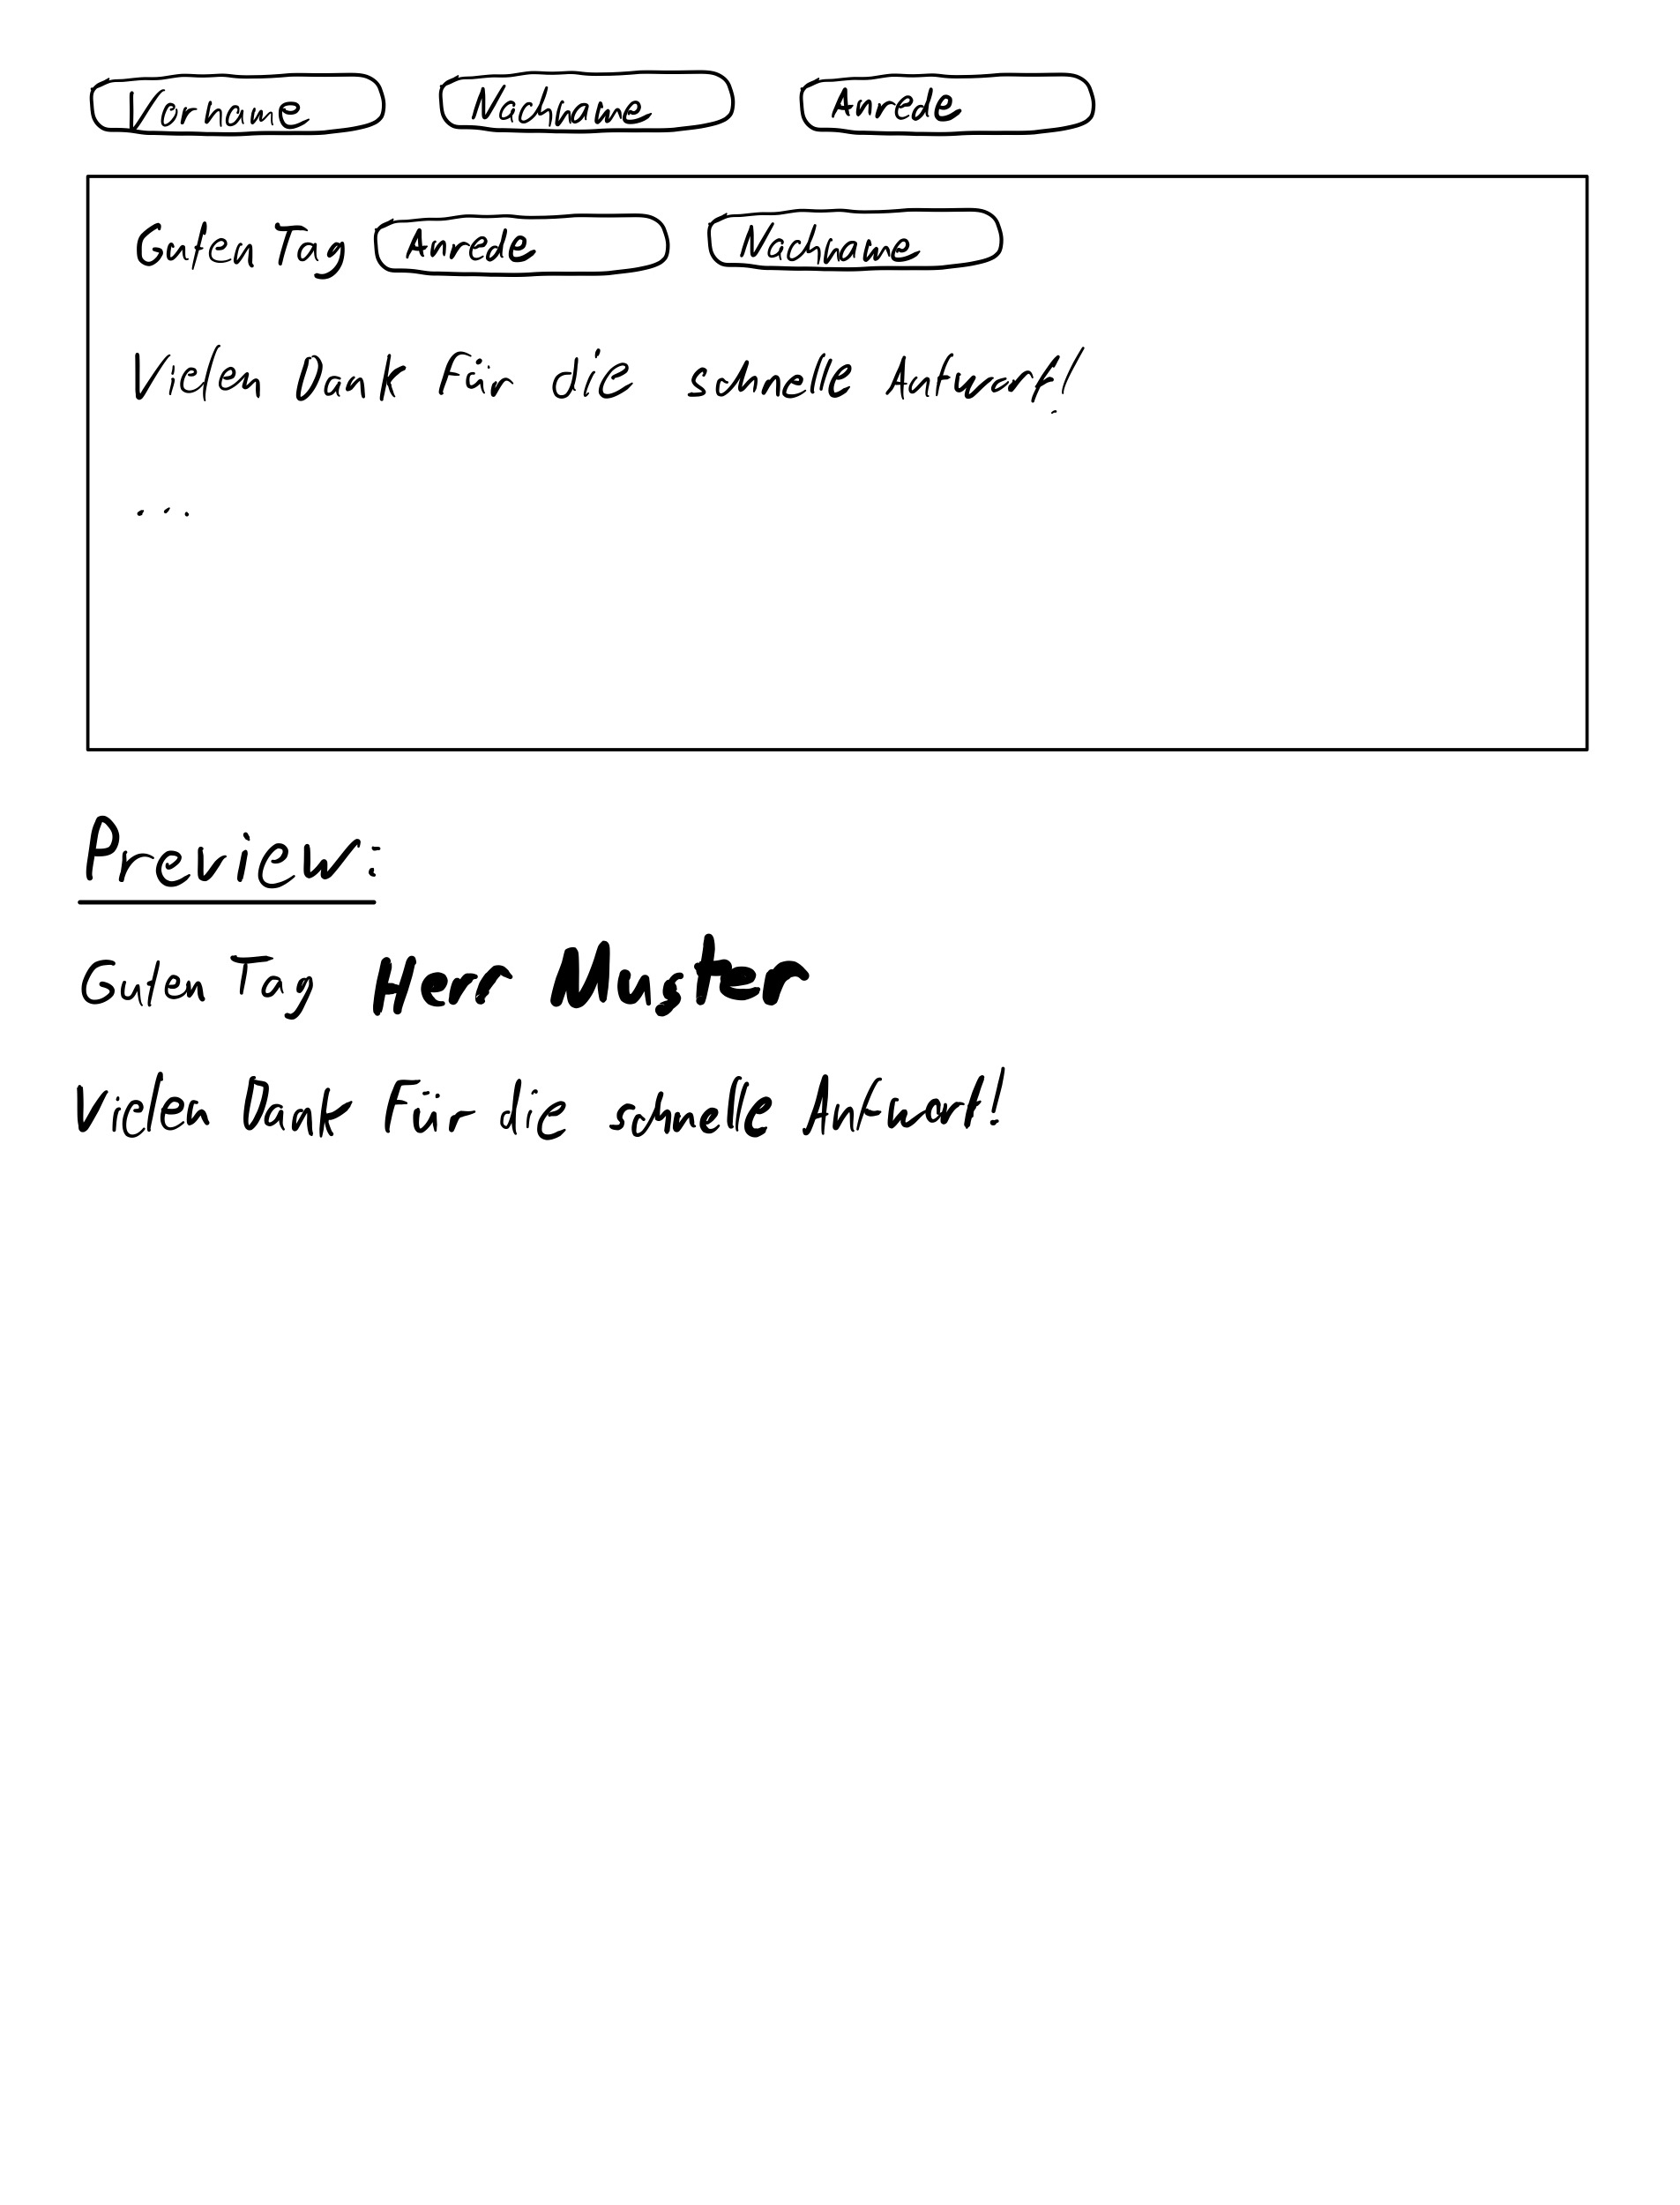 Vorname Nachname Anrede
Guten Tag Anrede Nachname
Vielen Dank Für die schnelle Antwort!
...
Preview:
Guten Tag Herr Muster
Vielen Dank Für die schnelle Antwort!